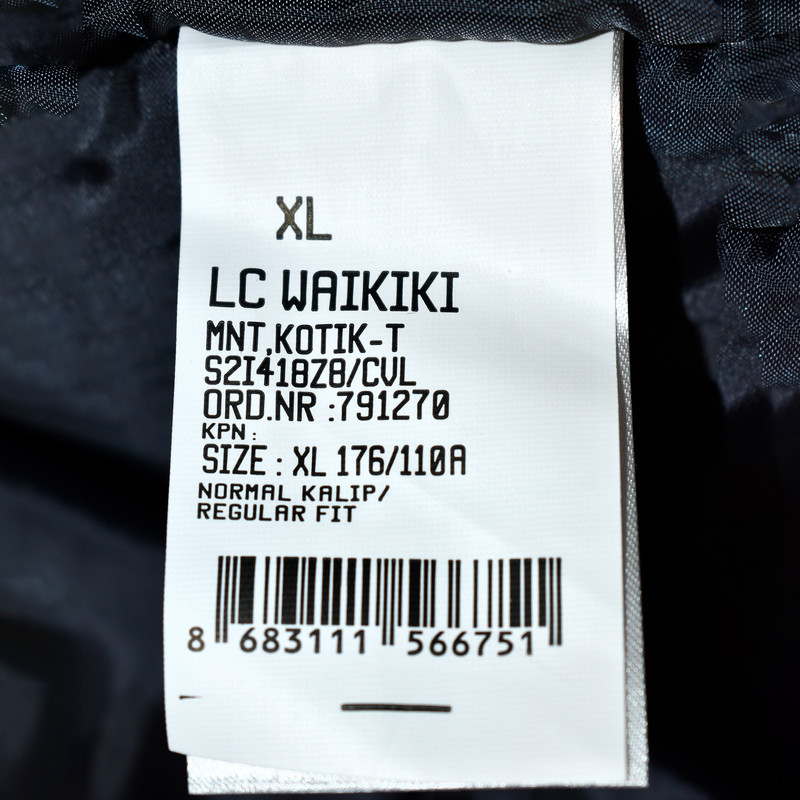 XL
LC WAIKIKI
MNT,KOTIK-T
S2I418Z8/CVL
ORD.NR :791270
KPN :
SIZE : XL 176/110A
NORMAL KALIP/
REGULAR FIT
8 683111 566751